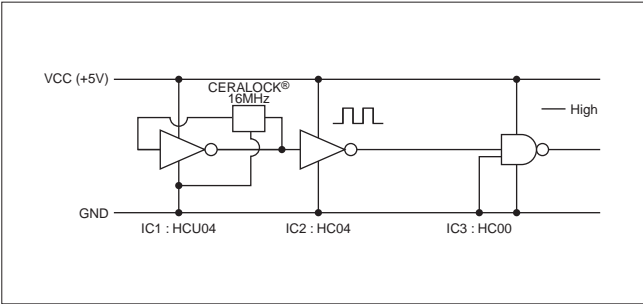 VCC (+5V)
CERALOCK®
16MHz
High
GND
IC1 : HCU04
IC2 : HC04
IC3 : HC00